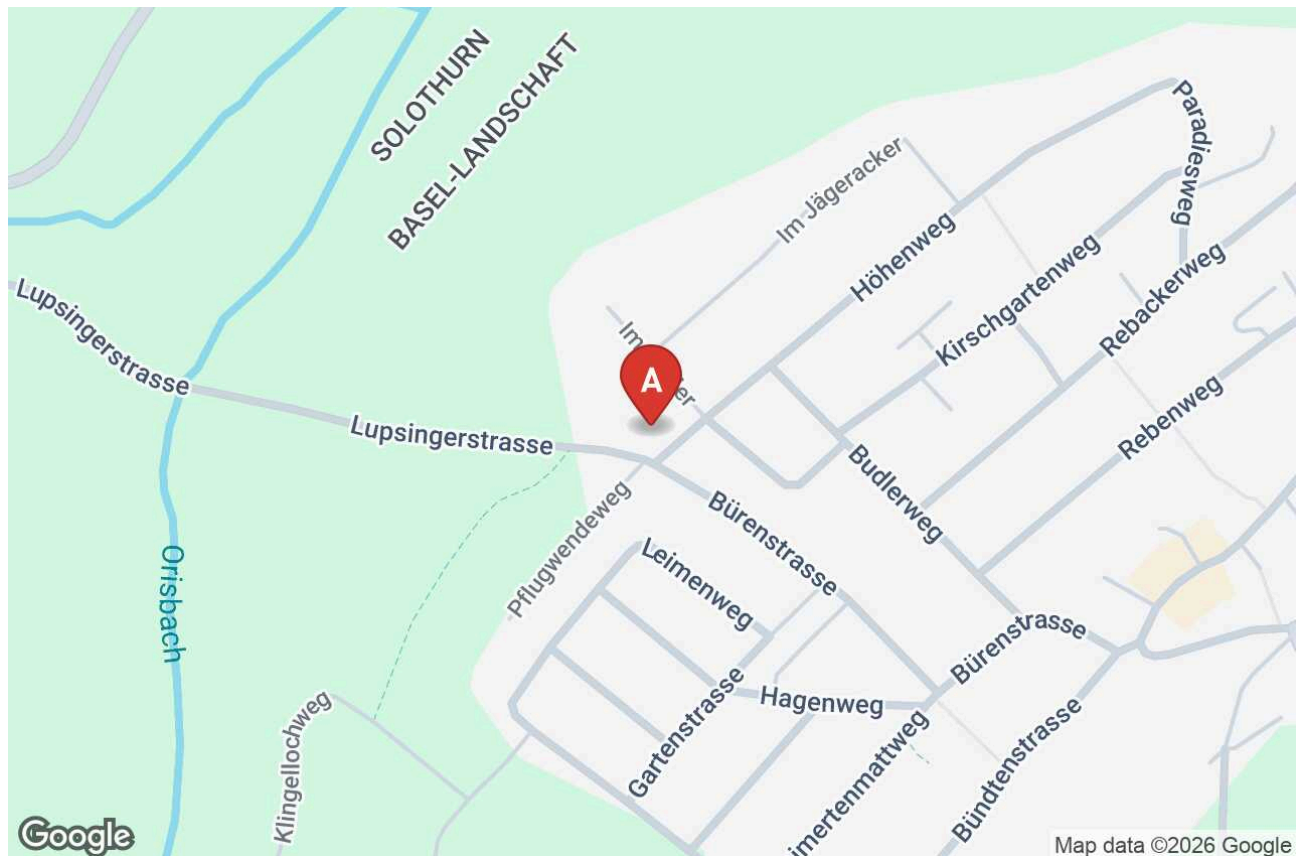 SOLOTHURN
BASEL-LANDSCHAFT
Paradiesweg
Im Jägeracker
Höhenweg
Kirschgartenweg
Rebackerweg
Lupsingerstrasse
A
Rebenweg
Lupsingerstrasse
Budlerweg
Bürenstrasse
Pflugwendeweg
Leimenweg
Orisbach
Bürenstrasse
Hagenweg
Gartenstrasse
Klingellochweg
Bündtenstrasse
Google
Map data ©2026 Google